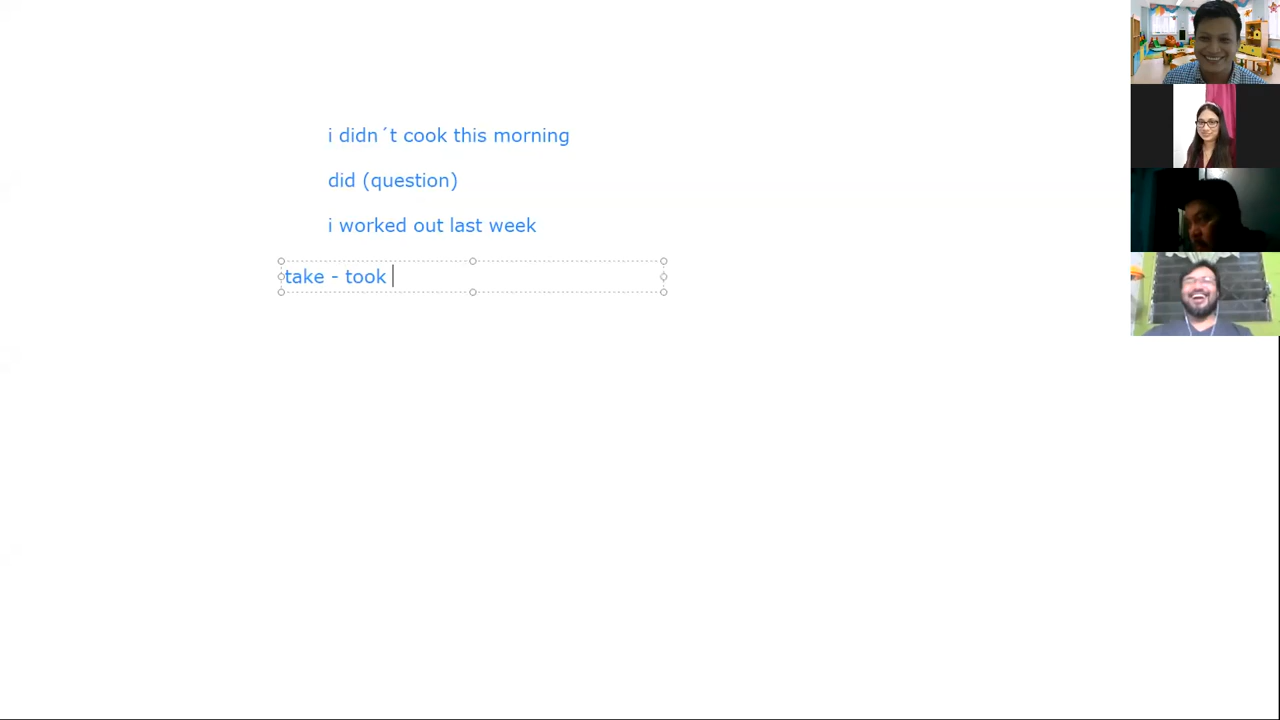 i didn´t cook this morning
did (question)
i worked out last week
take - took